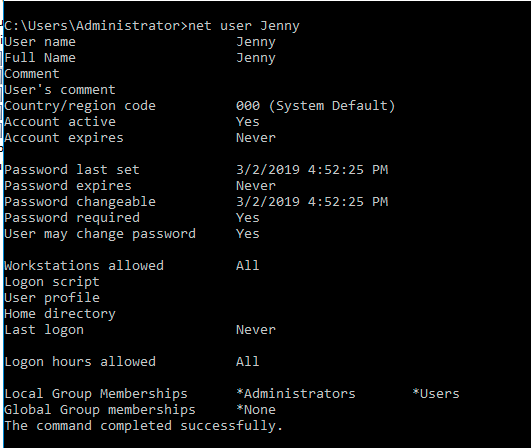 C:\Users\Administrator>net user Jenny
User name                    Jenny
Full Name                    Jenny
Comment
User's comment
Country/region code          000 (System Default)
Account active               Yes
Account expires              Never

Password last set            3/2/2019 4:52:25 PM
Password expires             Never
Password changeable          3/2/2019 4:52:25 PM
Password required            Yes
User may change password     Yes

Workstations allowed         All
Logon script
User profile
Home directory
Last logon                   Never

Logon hours allowed          All

Local Group Memberships      *Administrators       *Users
Global Group memberships     *None
The command completed successfully.